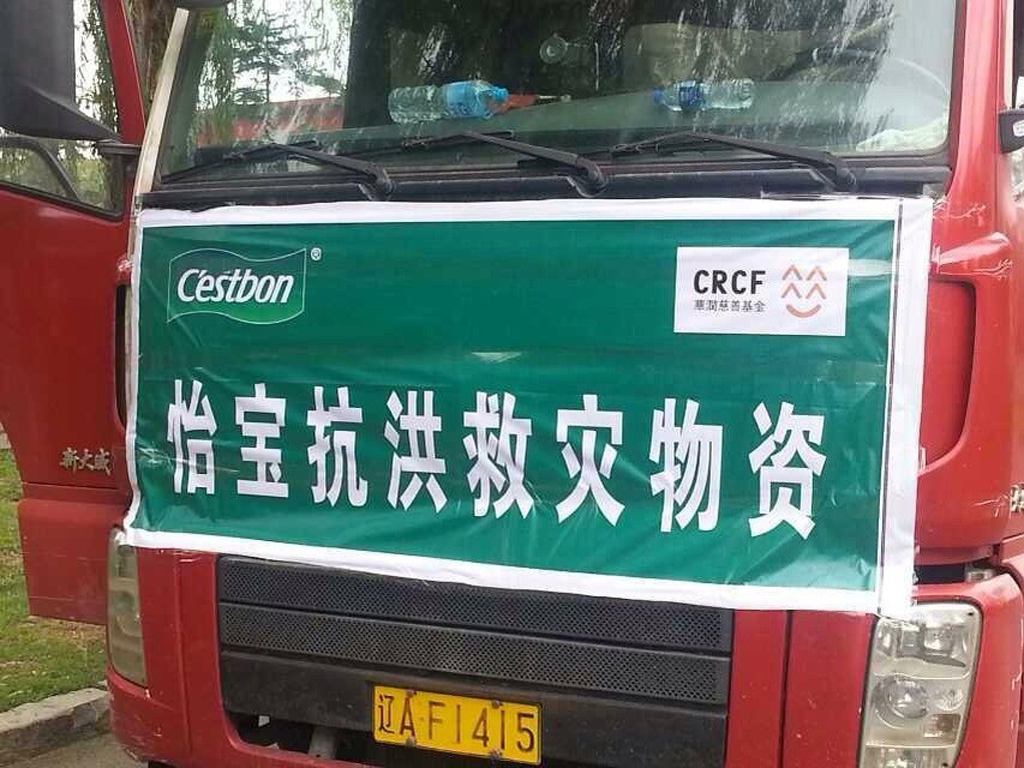 C'estbon®
CRCF
華潤慈善基金
怡宝抗洪救灾物资
新大威
辽A·F1415